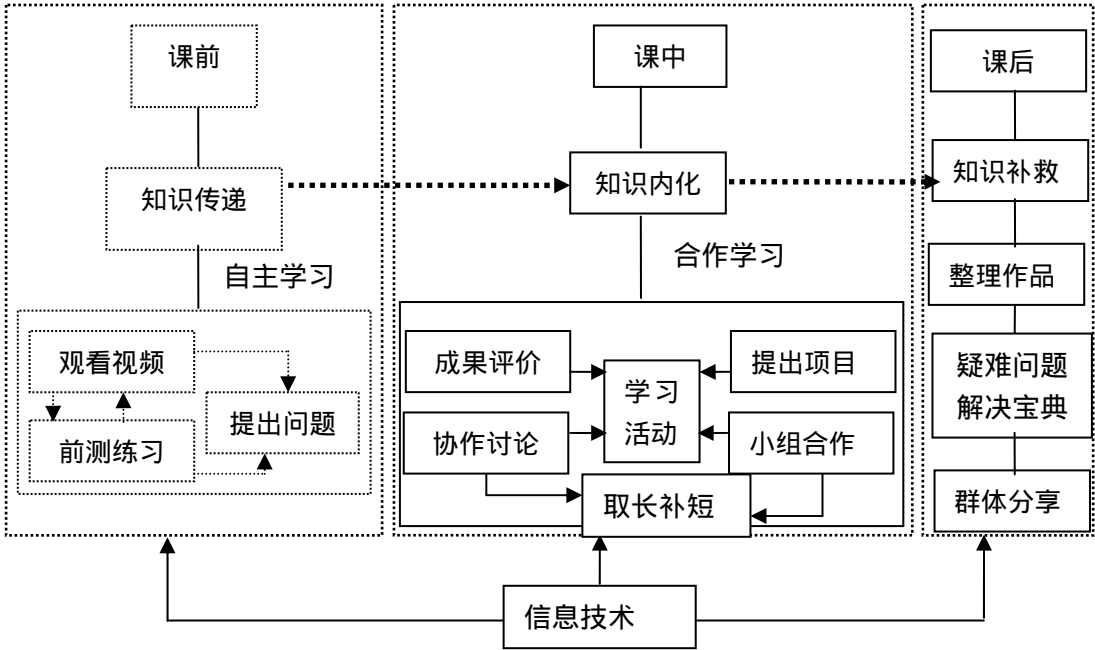 课前
知识传递
自主学习
观看视频
前测练习
提出问题
课中
知识内化
合作学习
成果评价
提出项目
学习
活动
协作讨论
小组合作
取长补短
课后
知识补救
整理作品
疑难问题
解决宝典
群体分享
信息技术